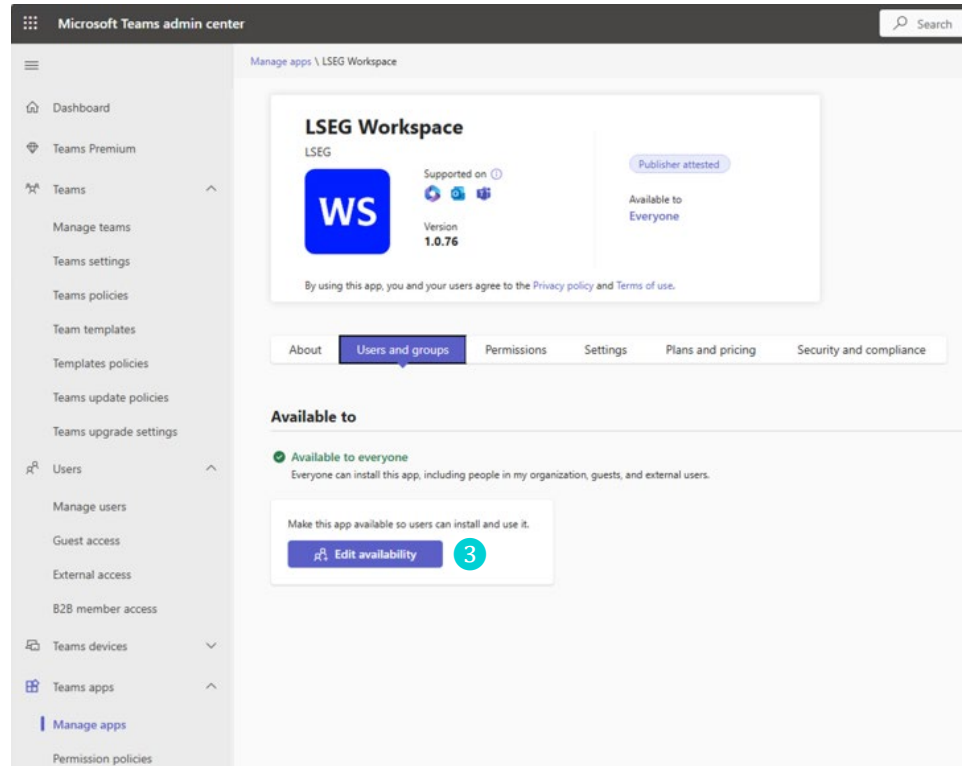 Microsoft Teams admin center
Search
Manage apps \ LSEG Workspace
Dashboard
Teams Premium
Teams
Manage teams
Teams settings
Teams policies
Team templates
Templates policies
Teams update policies
Teams upgrade settings
Users
Manage users
Guest access
External access
B2B member access
Teams devices
Teams apps
Manage apps
Permission policies
LSEG Workspace
LSEG
WS
Supported on
Version
1.0.76
Publisher attested
Available to
Everyone
By using this app, you and your users agree to the Privacy policy and Terms of use.
About Users and groups Permissions Settings Plans and pricing Security and compliance
Available to
Available to everyone
Everyone can install this app, including people in my organization, guests, and external users.
Make this app available so users can install and use it.
Edit availability 3